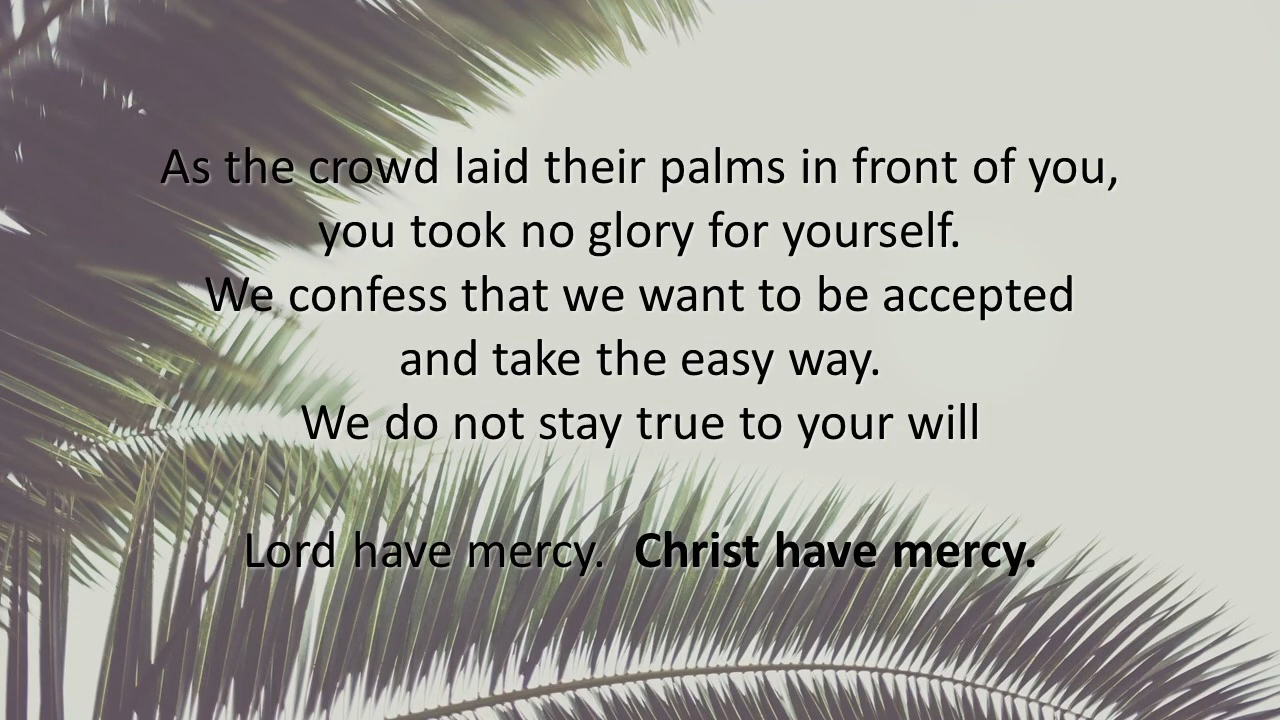 As the crowd laid their palms in front of you,
you took no glory for yourself.
We confess that we want to be accepted
and take the easy way.
We do not stay true to your will
Lord have mercy.  Christ have mercy.